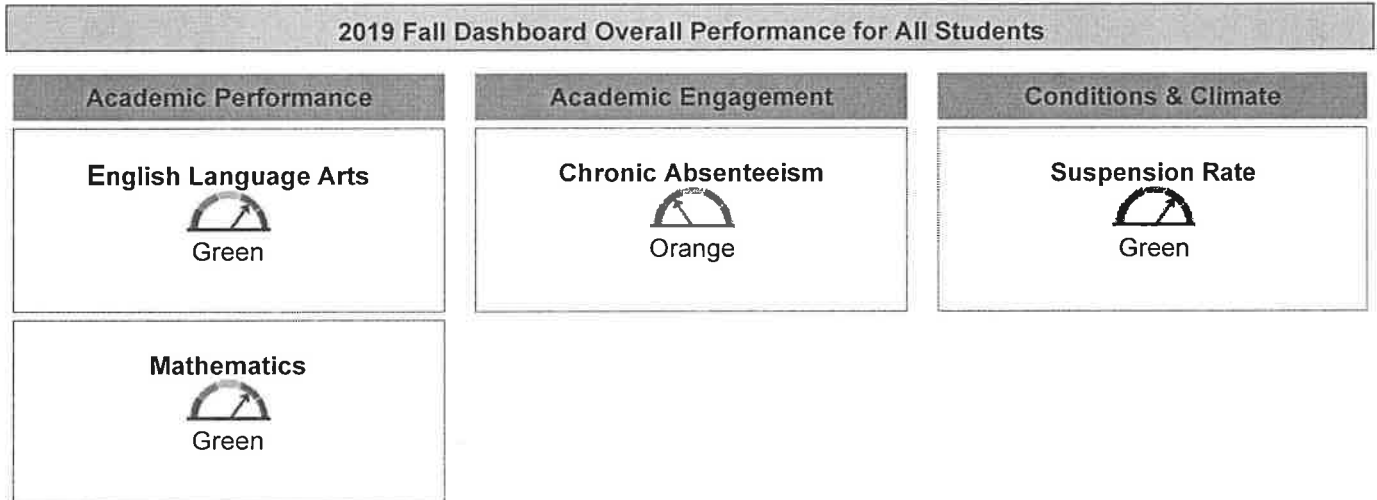 2019 Fall Dashboard Overall Performance for All Students
Academic Performance
English Language Arts
Green
Mathematics
Green
Academic Engagement
Chronic Absenteeism
Orange
Conditions & Climate
Suspension Rate
Green